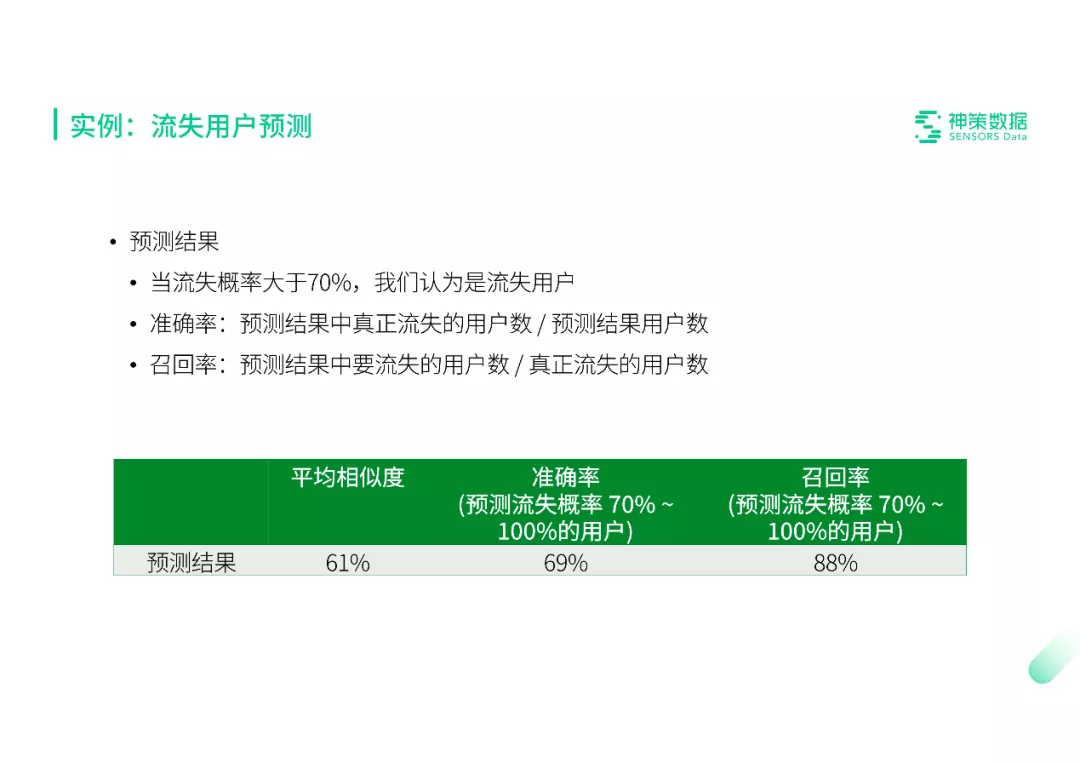 实例：流失用户预测
神策数据
SENSORS Data
• 预测结果
• 当流失概率大于70%，我们认为是流失用户
• 准确率：预测结果中真正流失的用户数 / 预测结果用户数
• 召回率：预测结果中要流失的用户数 / 真正流失的用户数
平均相似度 准确率 召回率
(预测流失概率 70% ~ (预测流失概率 70% ~
100%的用户) 100%的用户)
预测结果 61% 69% 88%